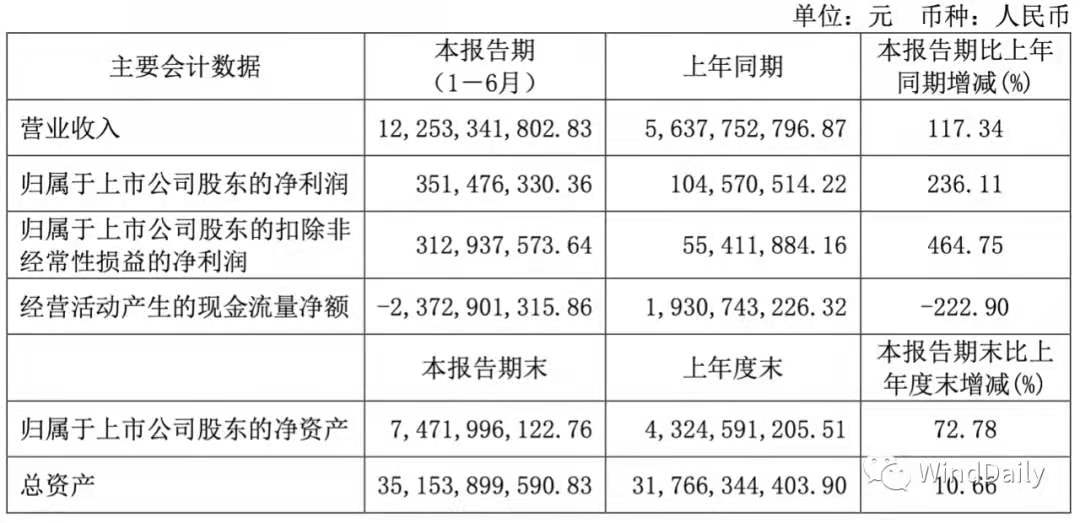 单位：元 币种：人民币
主要会计数据 本报告期 上年同期 本报告期比上年
（1－6月） 同期增减(%)
营业收入 12,253,341,802.83 5,637,752,796.87 117.34
归属于上市公司股东的净利润 351,476,330.36 104,570,514.22 236.11
归属于上市公司股东的扣除非
经常性损益的净利润 312,937,573.64 55,411,884.16 464.75
经营活动产生的现金流量净额 -2,372,901,315.86 1,930,743,226.32 -222.90
本报告期末 上年度末 本报告期末比上
年度末增减(%)
归属于上市公司股东的净资产 7,471,996,122.76 4,324,591,205.51 72.78
总资产 35,153,899,590.83 31,766,344,403.90 10.66
WindDaily